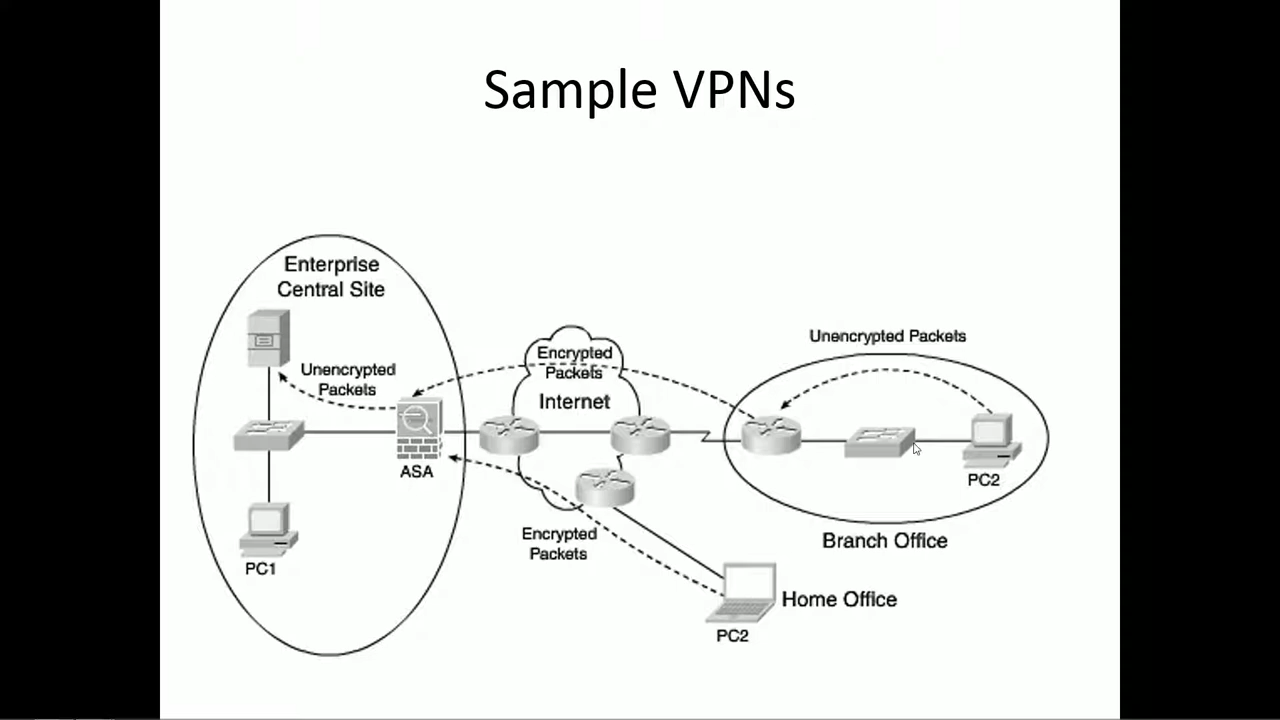 Sample VPNs
Enterprise
Central Site
Unencrypted
Packets
ASA
PC1
Encrypted
Packets
Internet
Encrypted
Packets
Unencrypted Packets
PC2
Branch Office
Home Office
PC2